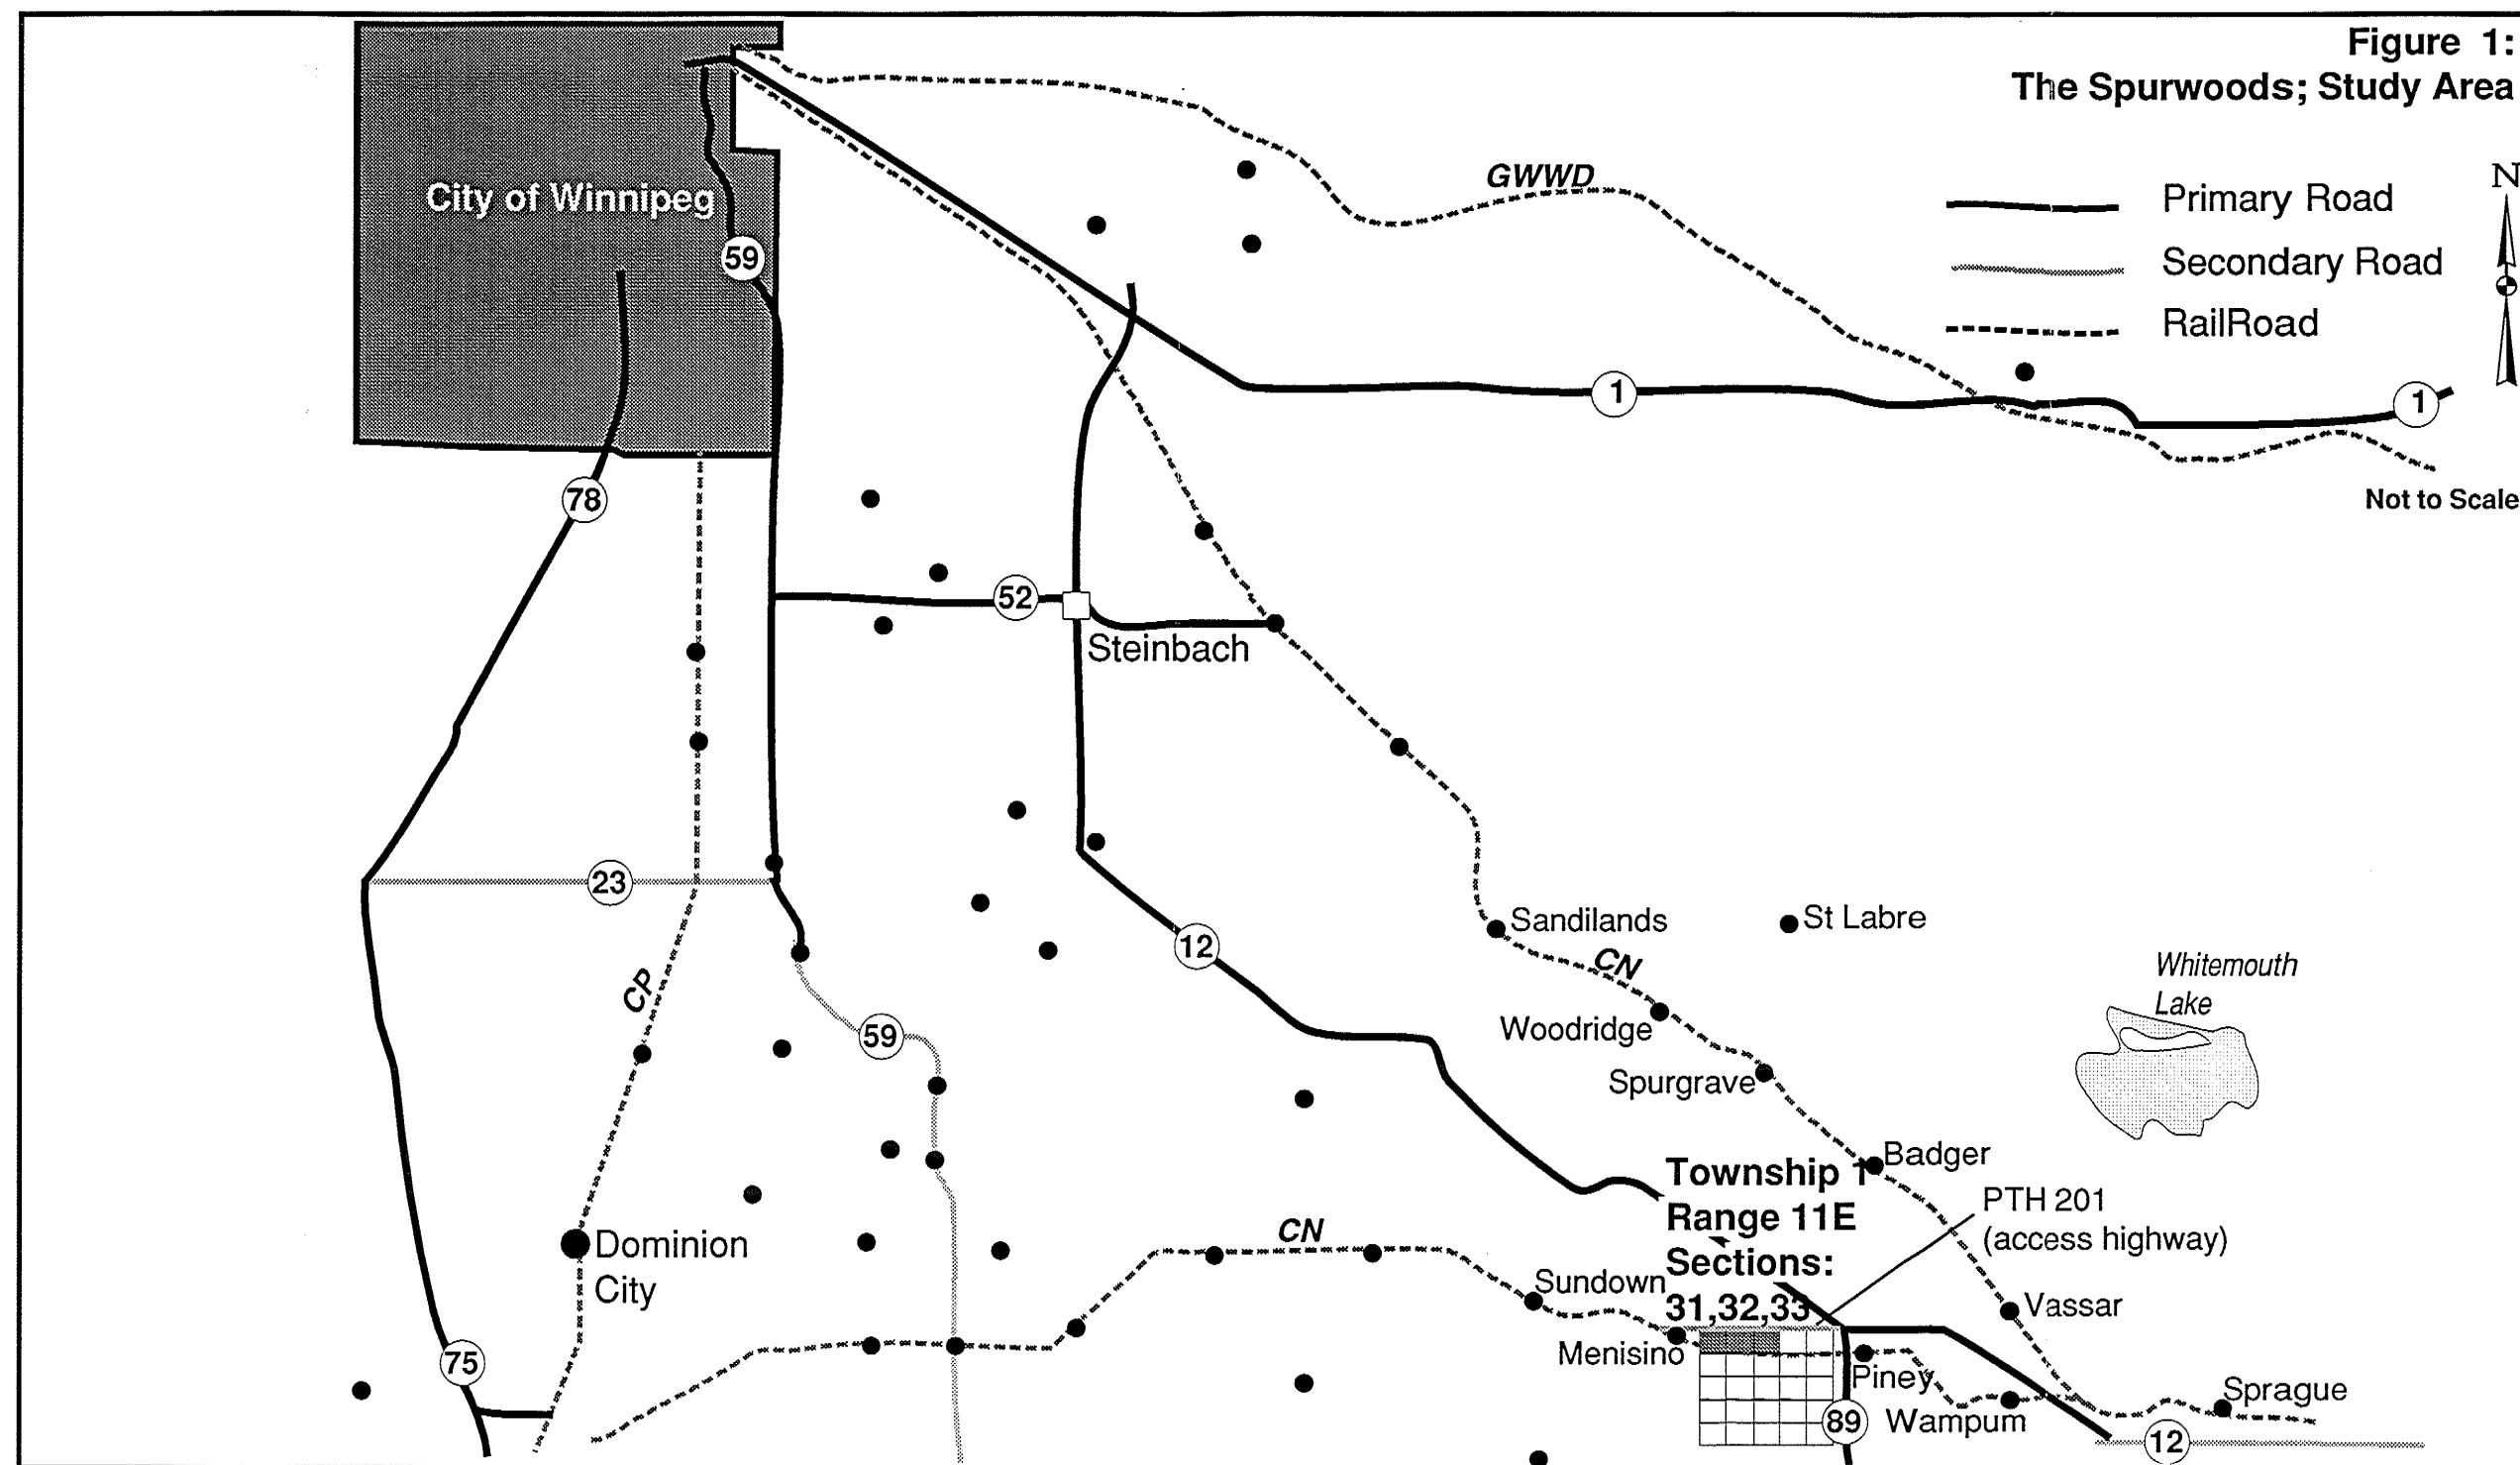 Figure 1:
The Spurwoods; Study Area
N
GWWD
Primary Road
City of Winnipeg
59
Secondary Road
RailRoad
1
1
78
Not to Scale
52
Steinbach
23
Sandilands
St Labre
12
CN
Whitemouth
Lake
CP
Woodridge
59
Spurgrave
Badger
Township 1
PTH 201
Range 11E
(access highway)
CN
Dominion
City
Sections:
Sundown
31,32,33
Vassar
Menisino
75
Piney
Sprague
89
Wampum
12